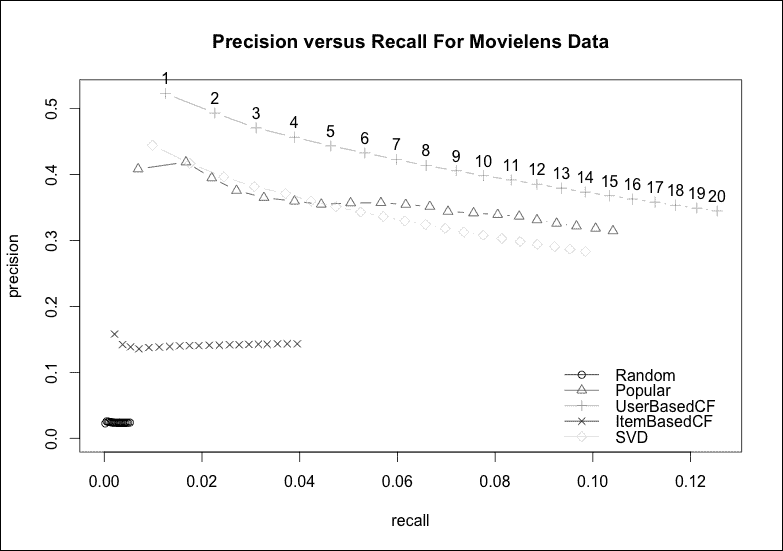 Precision versus Recall For Movielens Data
precision
0.5
0.4
0.3
0.2
0.1
0.0
1 2 3 4 5 6 7 8 9 10 11 12 13 14 15 16 17 18 19 20
Random
Popular
UserBasedCF
ItemBasedCF
SVD
0.00 0.02 0.04 0.06 0.08 0.10 0.12
recall